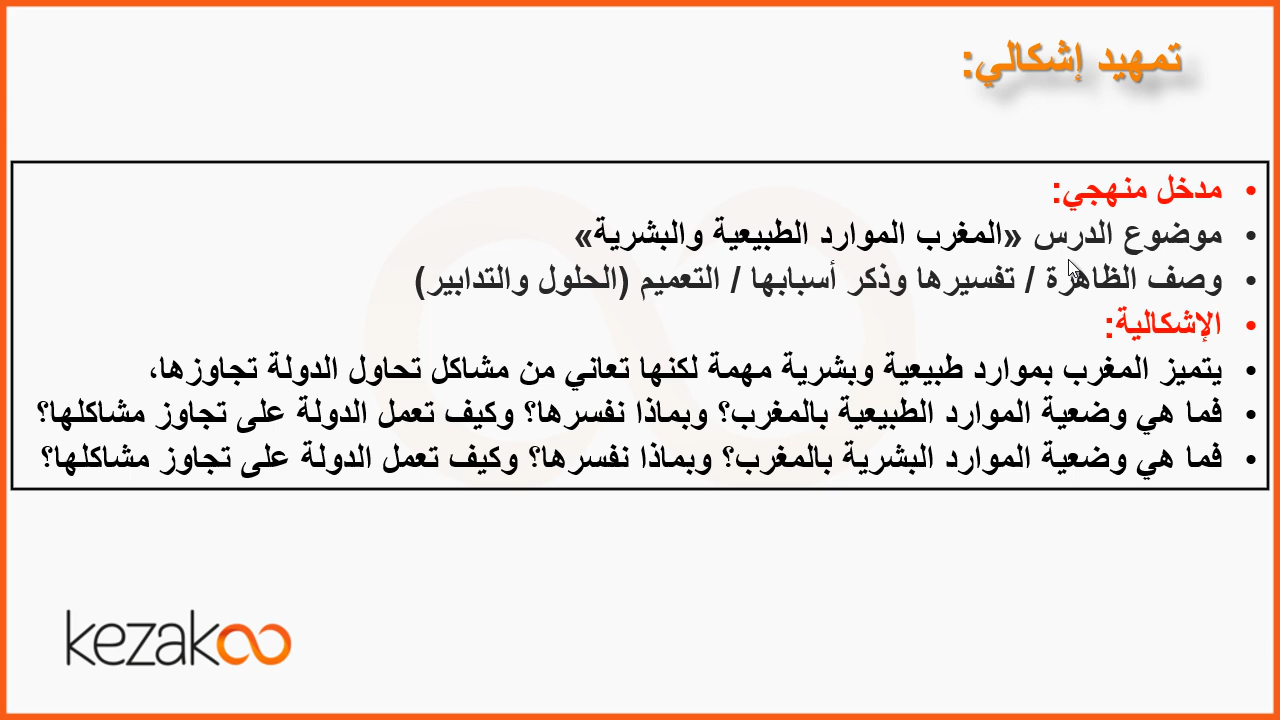 تمهيد إشكالي:
• مدخل منهجي:
• موضوع الدرس «المغرب الموارد الطبيعية والبشرية»
• وصف الظاهرة / تفسيرها وذكر أسبابها / التعميم (الحلول والتدابير)
• الإشكالية:
• يتميز المغرب بموارد طبيعية وبشرية مهمة لكنها تعاني من مشاكل تحاول الدولة تجاوزها،
• فما هي وضعية الموارد الطبيعية بالمغرب؟ وبماذا نفسرها؟ وكيف تعمل الدولة على تجاوز مشاكلها؟
• فما هي وضعية الموارد البشرية بالمغرب؟ وبماذا نفسرها؟ وكيف تعمل الدولة على تجاوز مشاكلها؟
kezakoo